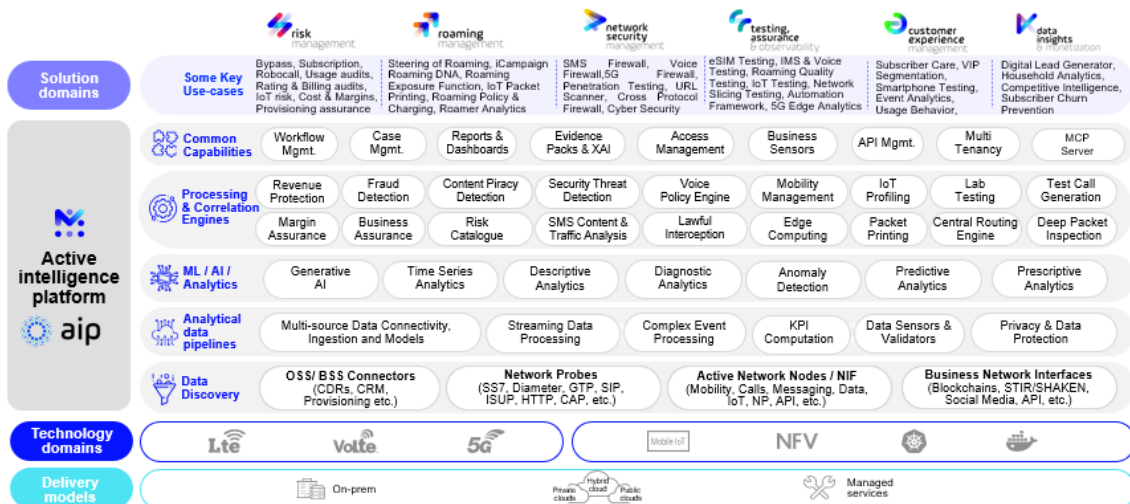 risk
management
roaming
management
network
security
management
testing,
assurance
& observability
customer
experience
management
data
insights
& monetization
Solution
domains
Some Key
Use-cases
Bypass, Subscription,
Robocall, Usage audits,
Rating & Billing audits,
IoT risk, Cost & Margins,
Provisioning assurance
Steering of Roaming, iCampaign
Roaming DNA, Roaming
Exposure Function, IoT Packet
Printing, Roaming Policy &
Charging, Roamer Analytics
SMS Firewall, Voice
Firewall,5G Firewall,
Penetration Testing, URL
Scanner, Cross Protocol
Firewall, Cyber Security
eSIM Testing, IMS & Voice
Testing, Roaming Quality
Testing, IoT Testing, Network
Slicing Testing, Automation
Framework, 5G Edge Analytics
Subscriber Care, VIP
Segmentation,
Smartphone Testing,
Event Analytics,
Usage Behavior,
Digital Lead Generator,
Household Analytics,
Competitive Intelligence,
Subscriber Churn
Prevention
Active
intelligence
platform
aip
Common
Capabilities
Workflow
Mgmt.
Case
Mgmt.
Reports &
Dashboards
Evidence
Packs & XAI
Access
Management
Business
Sensors
API Mgmt.
Multi
Tenancy
MCP
Server
Processing
& Correlation
Engines
Revenue
Protection
Fraud
Detection
Content Piracy
Detection
Security Threat
Detection
Voice
Policy Engine
Mobility
Management
IoT
Profiling
Lab
Testing
Test Call
Generation
Margin
Assurance
Business
Assurance
Risk
Catalogue
SMS Content &
Traffic Analysis
Lawful
Interception
Edge
Computing
Packet
Printing
Central Routing
Engine
Deep Packet
Inspection
ML / AI /
Analytics
Generative
AI
Time Series
Analytics
Descriptive
Analytics
Diagnostic
Analytics
Anomaly
Detection
Predictive
Analytics
Prescriptive
Analytics
Analytical
data
pipelines
Multi-source Data Connectivity,
Ingestion and Models
Streaming Data
Processing
Complex Event
Processing
KPI
Computation
Data Sensors &
Validators
Privacy & Data
Protection
Data
Discovery
OSS/ BSS Connectors
(CDRs, CRM,
Provisioning etc.)
Network Probes
(SS7, Diameter, GTP, SIP,
ISUP, HTTP, CAP, etc.)
Active Network Nodes / NIF
(Mobility, Calls, Messaging, Data,
IoT, NP, API, etc.)
Business Network Interfaces
(Blockchains, STIR/SHAKEN,
Social Media, API, etc.)
Technology
domains
Lte
VoLTE
5G
Mobile IoT
NFV
Delivery
models
On-prem
Private
clouds
Hybrid
cloud
Public
clouds
Managed
services